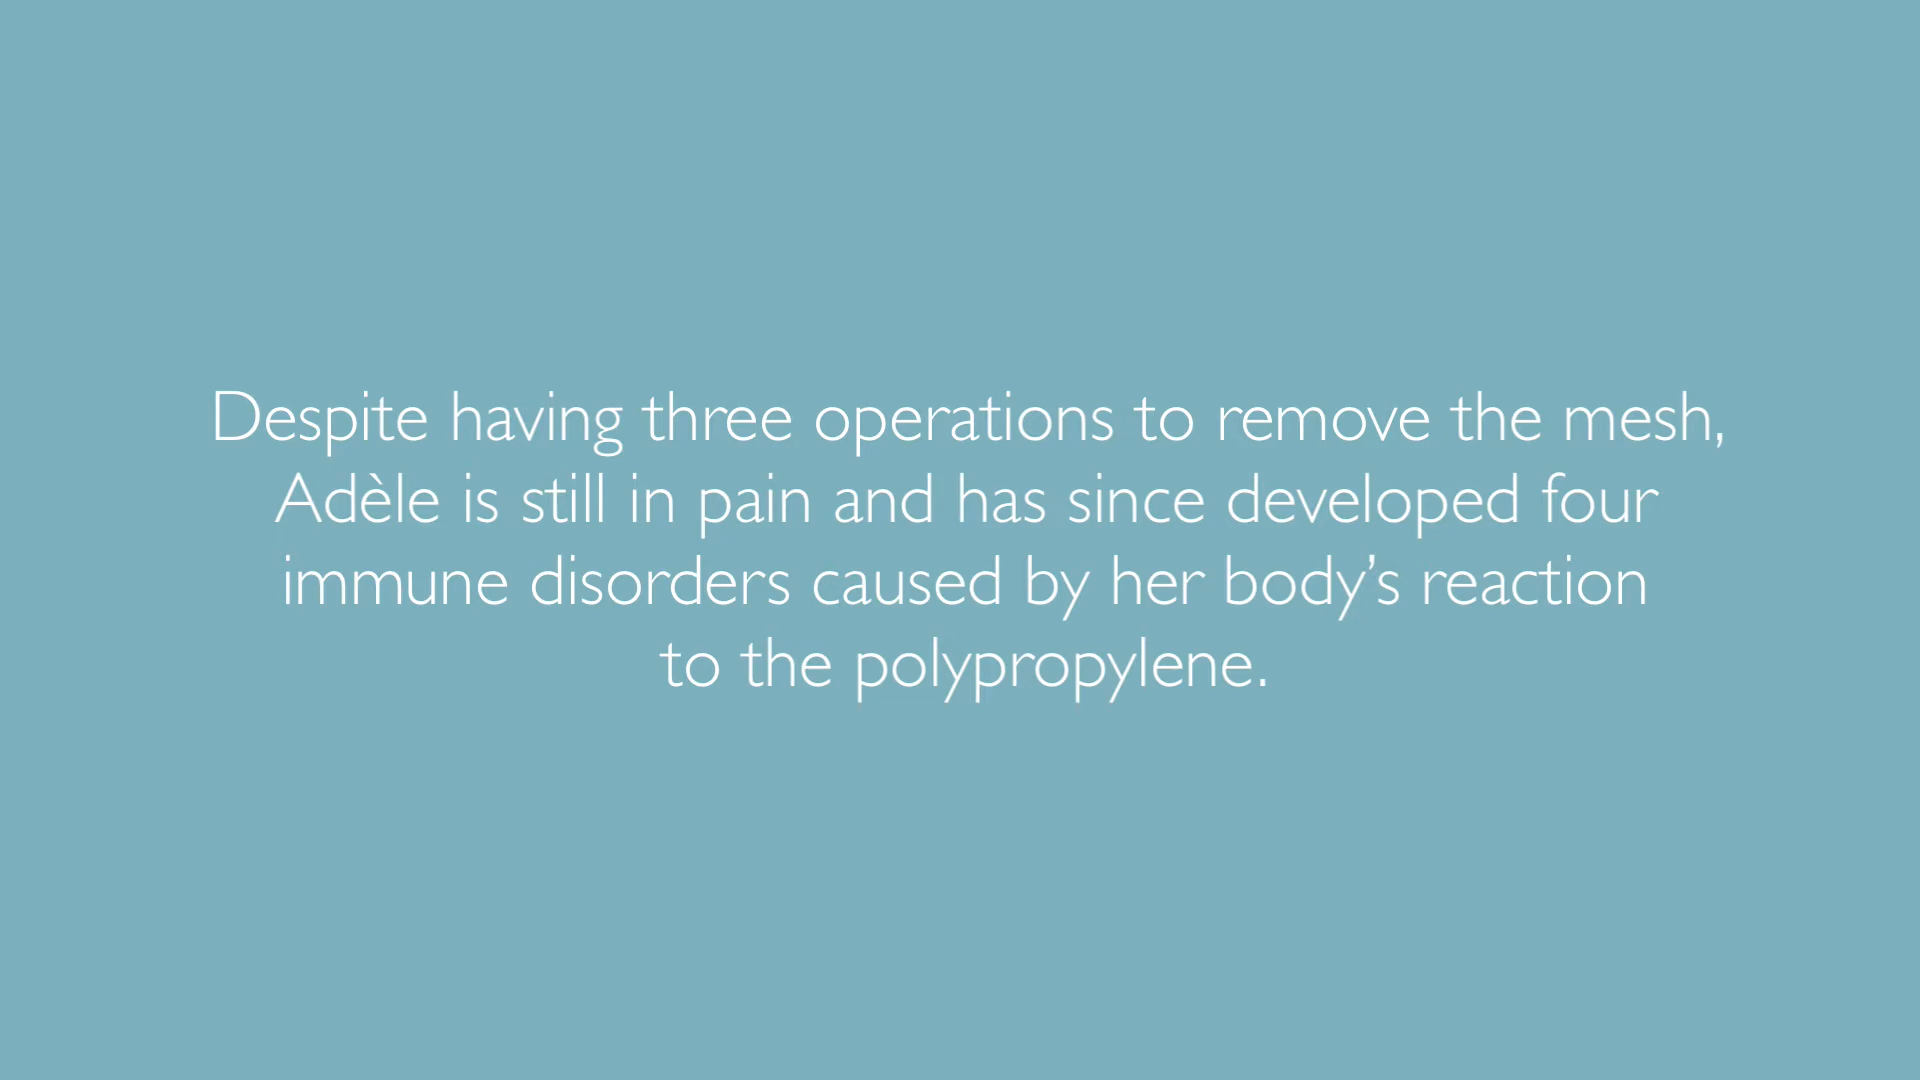 Despite having three operations to remove the mesh,
Adèle is still in pain and has since developed four
immune disorders caused by her body’s reaction
to the polypropylene.